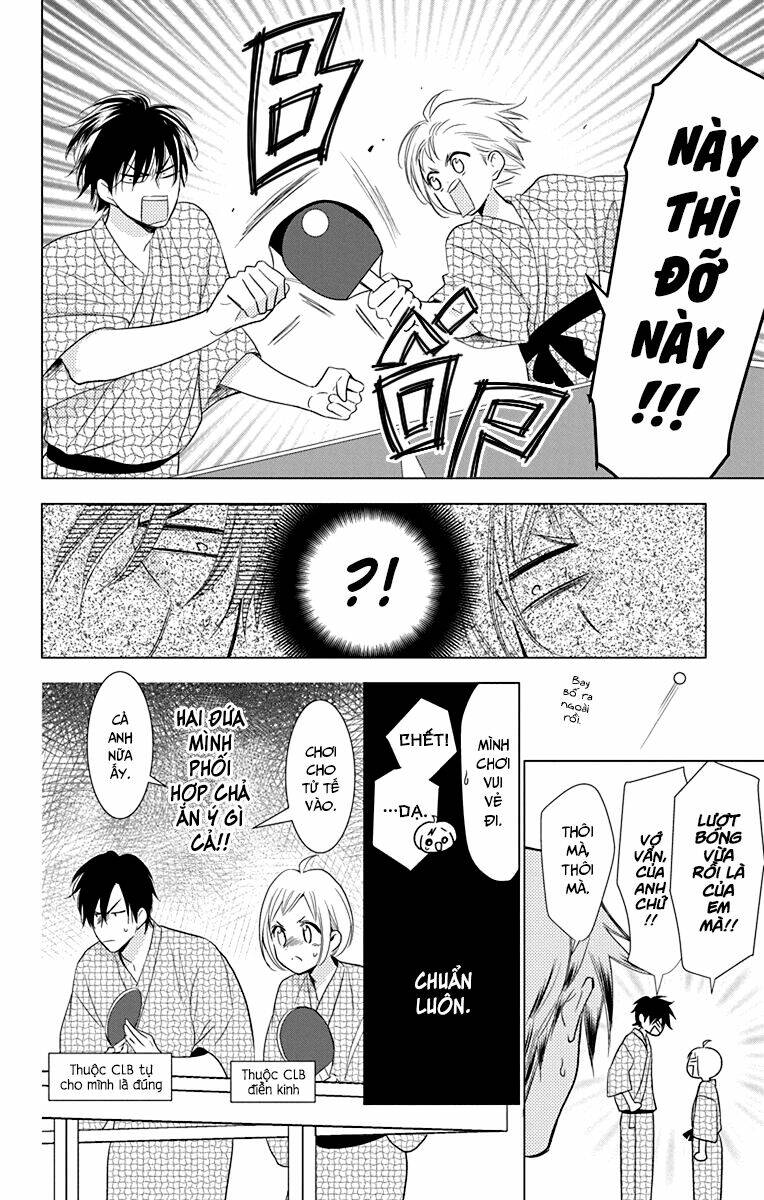 NÀY
THÌ
ĐỠ
NÀY
!!!
?!
Bay
bố ra
ngoài
rồi.
LƯỢT
BÓNG
VỪA
RỒI LÀ
CỦA
EM
MÀ!!
VỚ
VẨN,
CỦA
ANH
CHỨ
!!
THÔI
MÀ, THÔI
MÀ.
MÌNH
CHƠI
VUI
VẺ
ĐI.
CHẾT!
...DẠ.
CHUẨN
LUÔN.
CHƠI
CHO
TỬ TẾ
VÀO.
HAI ĐỨA
MÌNH
PHỐI
HỢP CHẢ
ĂN Ý GÌ
CẢ!!
CẢ
ANH
NỮA
ẤY.
Thuộc CLB
điền kinh
Thuộc CLB tự
cho mình là đúng